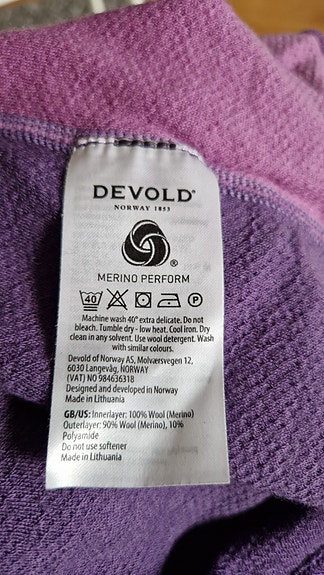 DEVOLD®
NORWAY 1853
®
MERINO PERFORM
40 P
Machine wash 40° extra delicate. Do not
bleach. Tumble dry - low heat. Cool iron. Dry
clean in any solvent. Use wool detergent. Wash
with similar colours.
Devold of Norway AS, Molværsvegen 12,
6030 Langevåg, NORWAY
(VAT) NO 984636318
Designed and developed in Norway
Made in Lithuania
GB/US: Innerlayer: 100% Wool (Merino)
Outerlayer: 90% Wool (Merino), 10%
Polyamide
Do not use softener
Made in Lithuania